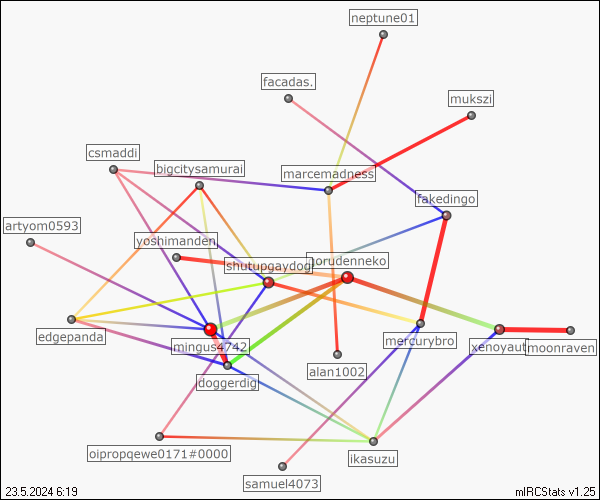 neptune01
facadas.
mukszi
csmaddi
bigcitysamurai
marcemadness
fakedingo
artyom0593
yoshimanden
shutupgaydog
norudenneko
edgepanda
mingus4742
mercurybro
xenoyaut
moonraven
alan1002
doggerdig
oipropqewe0171#0000
ikasuzu
samuel4073
23.5.2024 6:19
mIRCStats v1.25